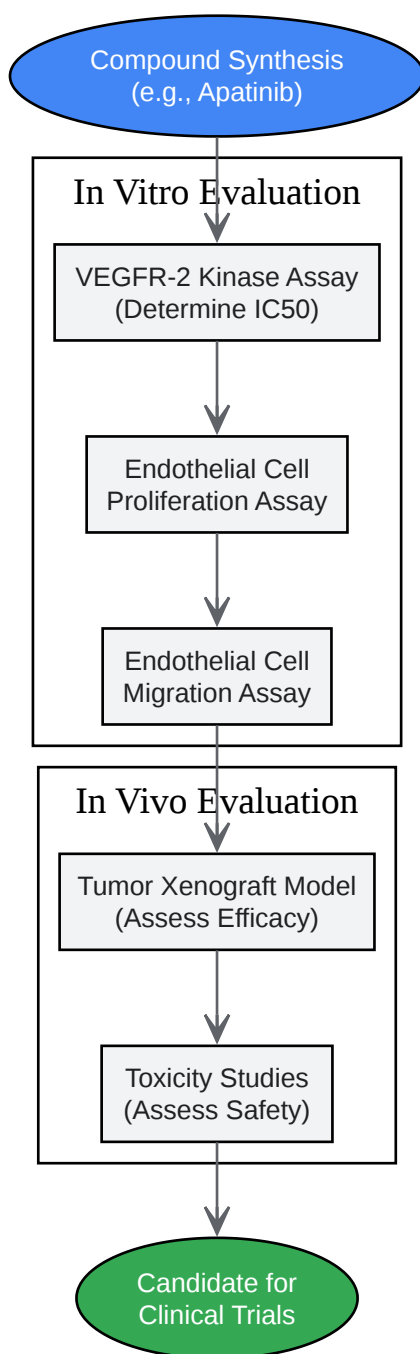 Compound Synthesis
(e.g., Apatinib)
In Vitro Evaluation
VEGFR-2 Kinase Assay
(Determine IC50)
Endothelial Cell
Proliferation Assay
Endothelial Cell
Migration Assay
In Vivo Evaluation
Tumor Xenograft Model
(Assess Efficacy)
Toxicity Studies
(Assess Safety)
Candidate for
Clinical Trials